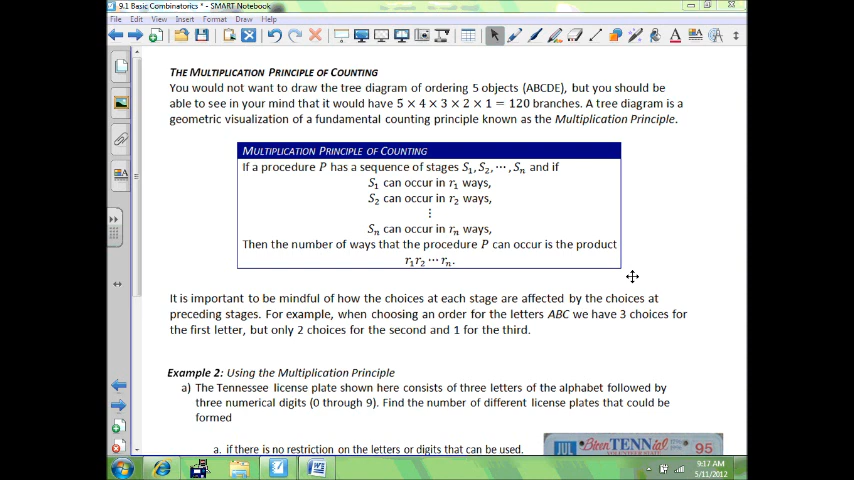 9.1 Basic Combinatorics * - SMART Notebook
File Edit View Insert Format Draw Help
THE MULTIPLICATION PRINCIPLE OF COUNTING
You would not want to draw the tree diagram of ordering 5 objects (ABCDE), but you should be
able to see in your mind that it would have 5 × 4 × 3 × 2 × 1 = 120 branches. A tree diagram is a
geometric visualization of a fundamental counting principle known as the Multiplication Principle.
MULTIPLICATION PRINCIPLE OF COUNTING
If a procedure P has a sequence of stages S₁, S₂, ⋯, Sₙ and if
S₁ can occur in r₁ ways,
S₂ can occur in r₂ ways,
⋮
Sₙ can occur in rₙ ways,
Then the number of ways that the procedure P can occur is the product
r₁r₂ ⋯ rₙ.
It is important to be mindful of how the choices at each stage are affected by the choices at
preceding stages. For example, when choosing an order for the letters ABC we have 3 choices for
the first letter, but only 2 choices for the second and 1 for the third.
Example 2: Using the Multiplication Principle
a) The Tennessee license plate shown here consists of three letters of the alphabet followed by
three numerical digits (0 through 9). Find the number of different license plates that could be
formed
a. if there is no restriction on the letters or digits that can be used.
JUL BicenTENNial 95
VOLUNTEER STATE
9:17 AM
5/11/2012